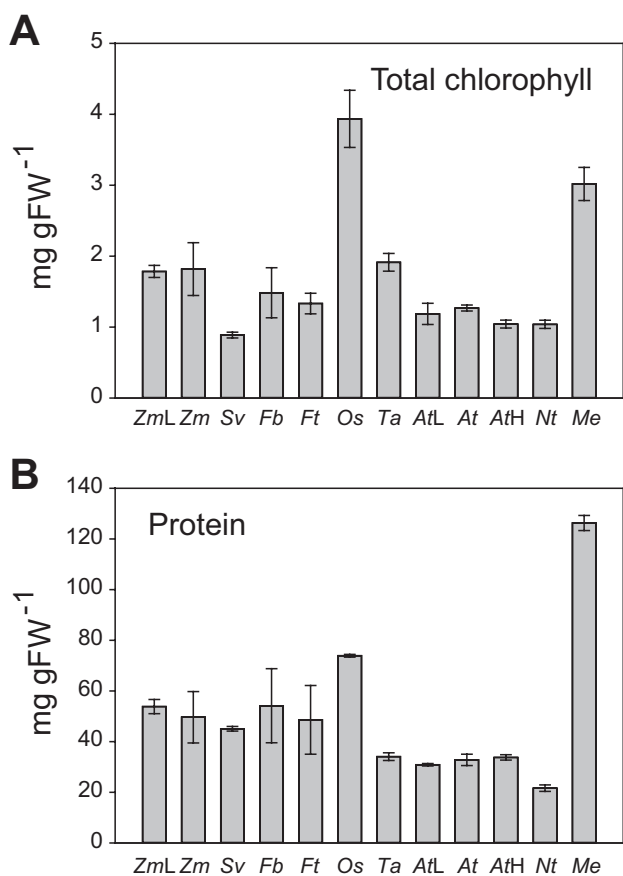 A
Total chlorophyll
mg gFW⁻¹
5
4
3
2
1
0
ZmL Zm Sv Fb Ft Os Ta AtL At AtH Nt Me
B
Protein
mg gFW⁻¹
140
120
100
80
60
40
20
0
ZmL Zm Sv Fb Ft Os Ta AtL At AtH Nt Me